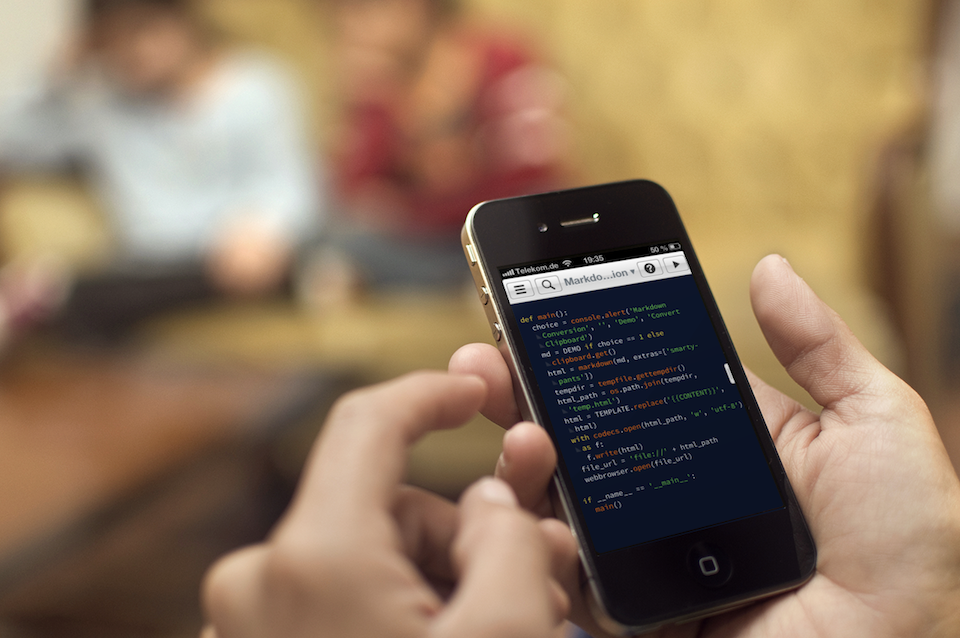 Telekom.de 19:35 50 %
Markdo...ion ▾ ?
def main():
choice = console.alert('Markdown
Conversion', '', 'Demo', 'Convert
Clipboard')
md = DEMO if choice == 1 else
clipboard.get()
html = markdown(md, extras=['smarty-
pants'])
tempdir = tempfile.gettempdir()
html_path = os.path.join(tempdir,
'temp.html')
html = TEMPLATE.replace('{{CONTENT}}',
html)
with codecs.open(html_path, 'w', 'utf-8')
as f:
f.write(html)
file_url = 'file://' + html_path
webbrowser.open(file_url)
if __name__ == '__main__':
main()